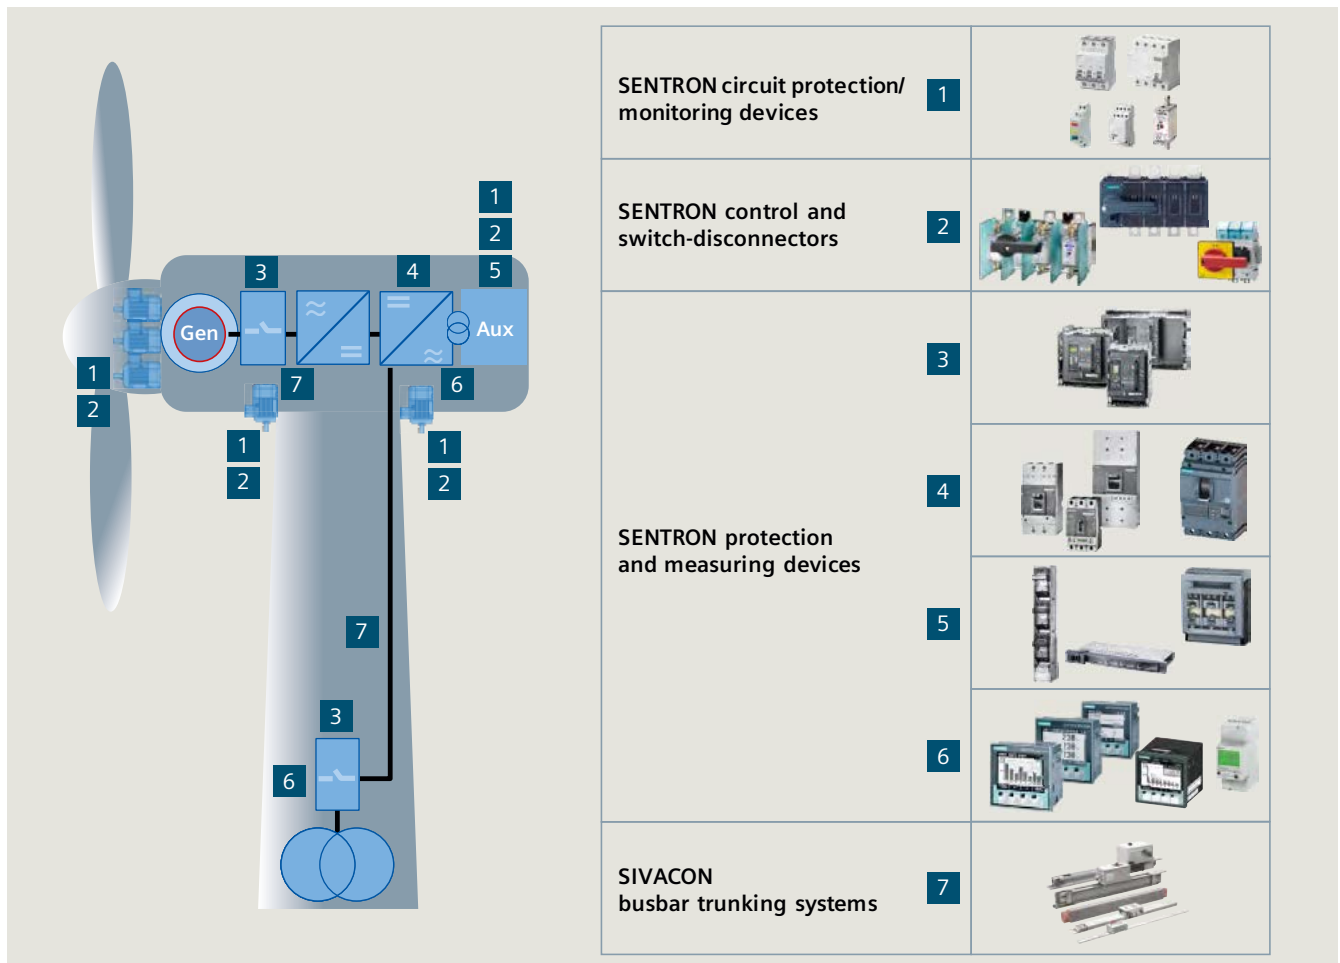 1
2
5
3
4
Gen
Aux
1
2
7
6
1
2
1
2
7
3
6
SENTRON circuit protection/
monitoring devices
1
SENTRON control and
switch-disconnectors
2
3
4
SENTRON protection
and measuring devices
5
6
SIVACON
busbar trunking systems
7